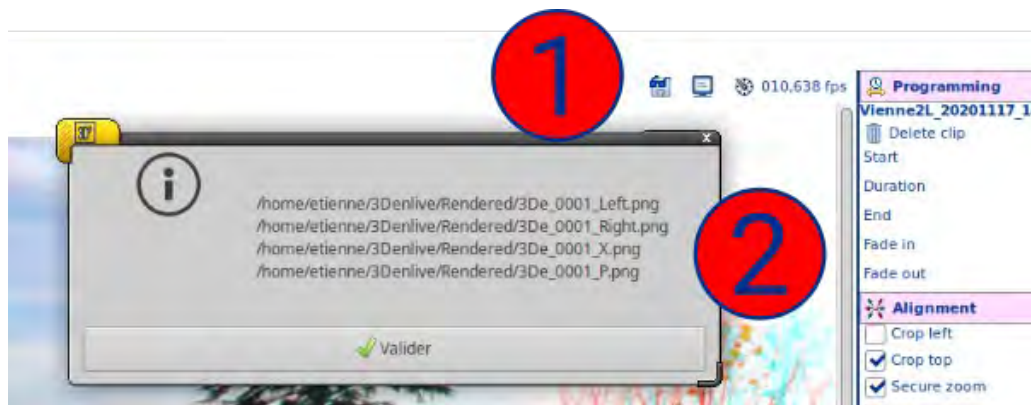 1
010,638 fps
Programming
Vienne2L_20201117_1
Delete clip
Start
Duration
End
Fade in
Fade out
Alignment
Crop left
Crop top
Secure zoom
x
/home/etienne/3Denlive/Rendered/3De_0001_Left.png
/home/etienne/3Denlive/Rendered/3De_0001_Right.png
/home/etienne/3Denlive/Rendered/3De_0001_X.png
/home/etienne/3Denlive/Rendered/3De_0001_P.png
2
Valider